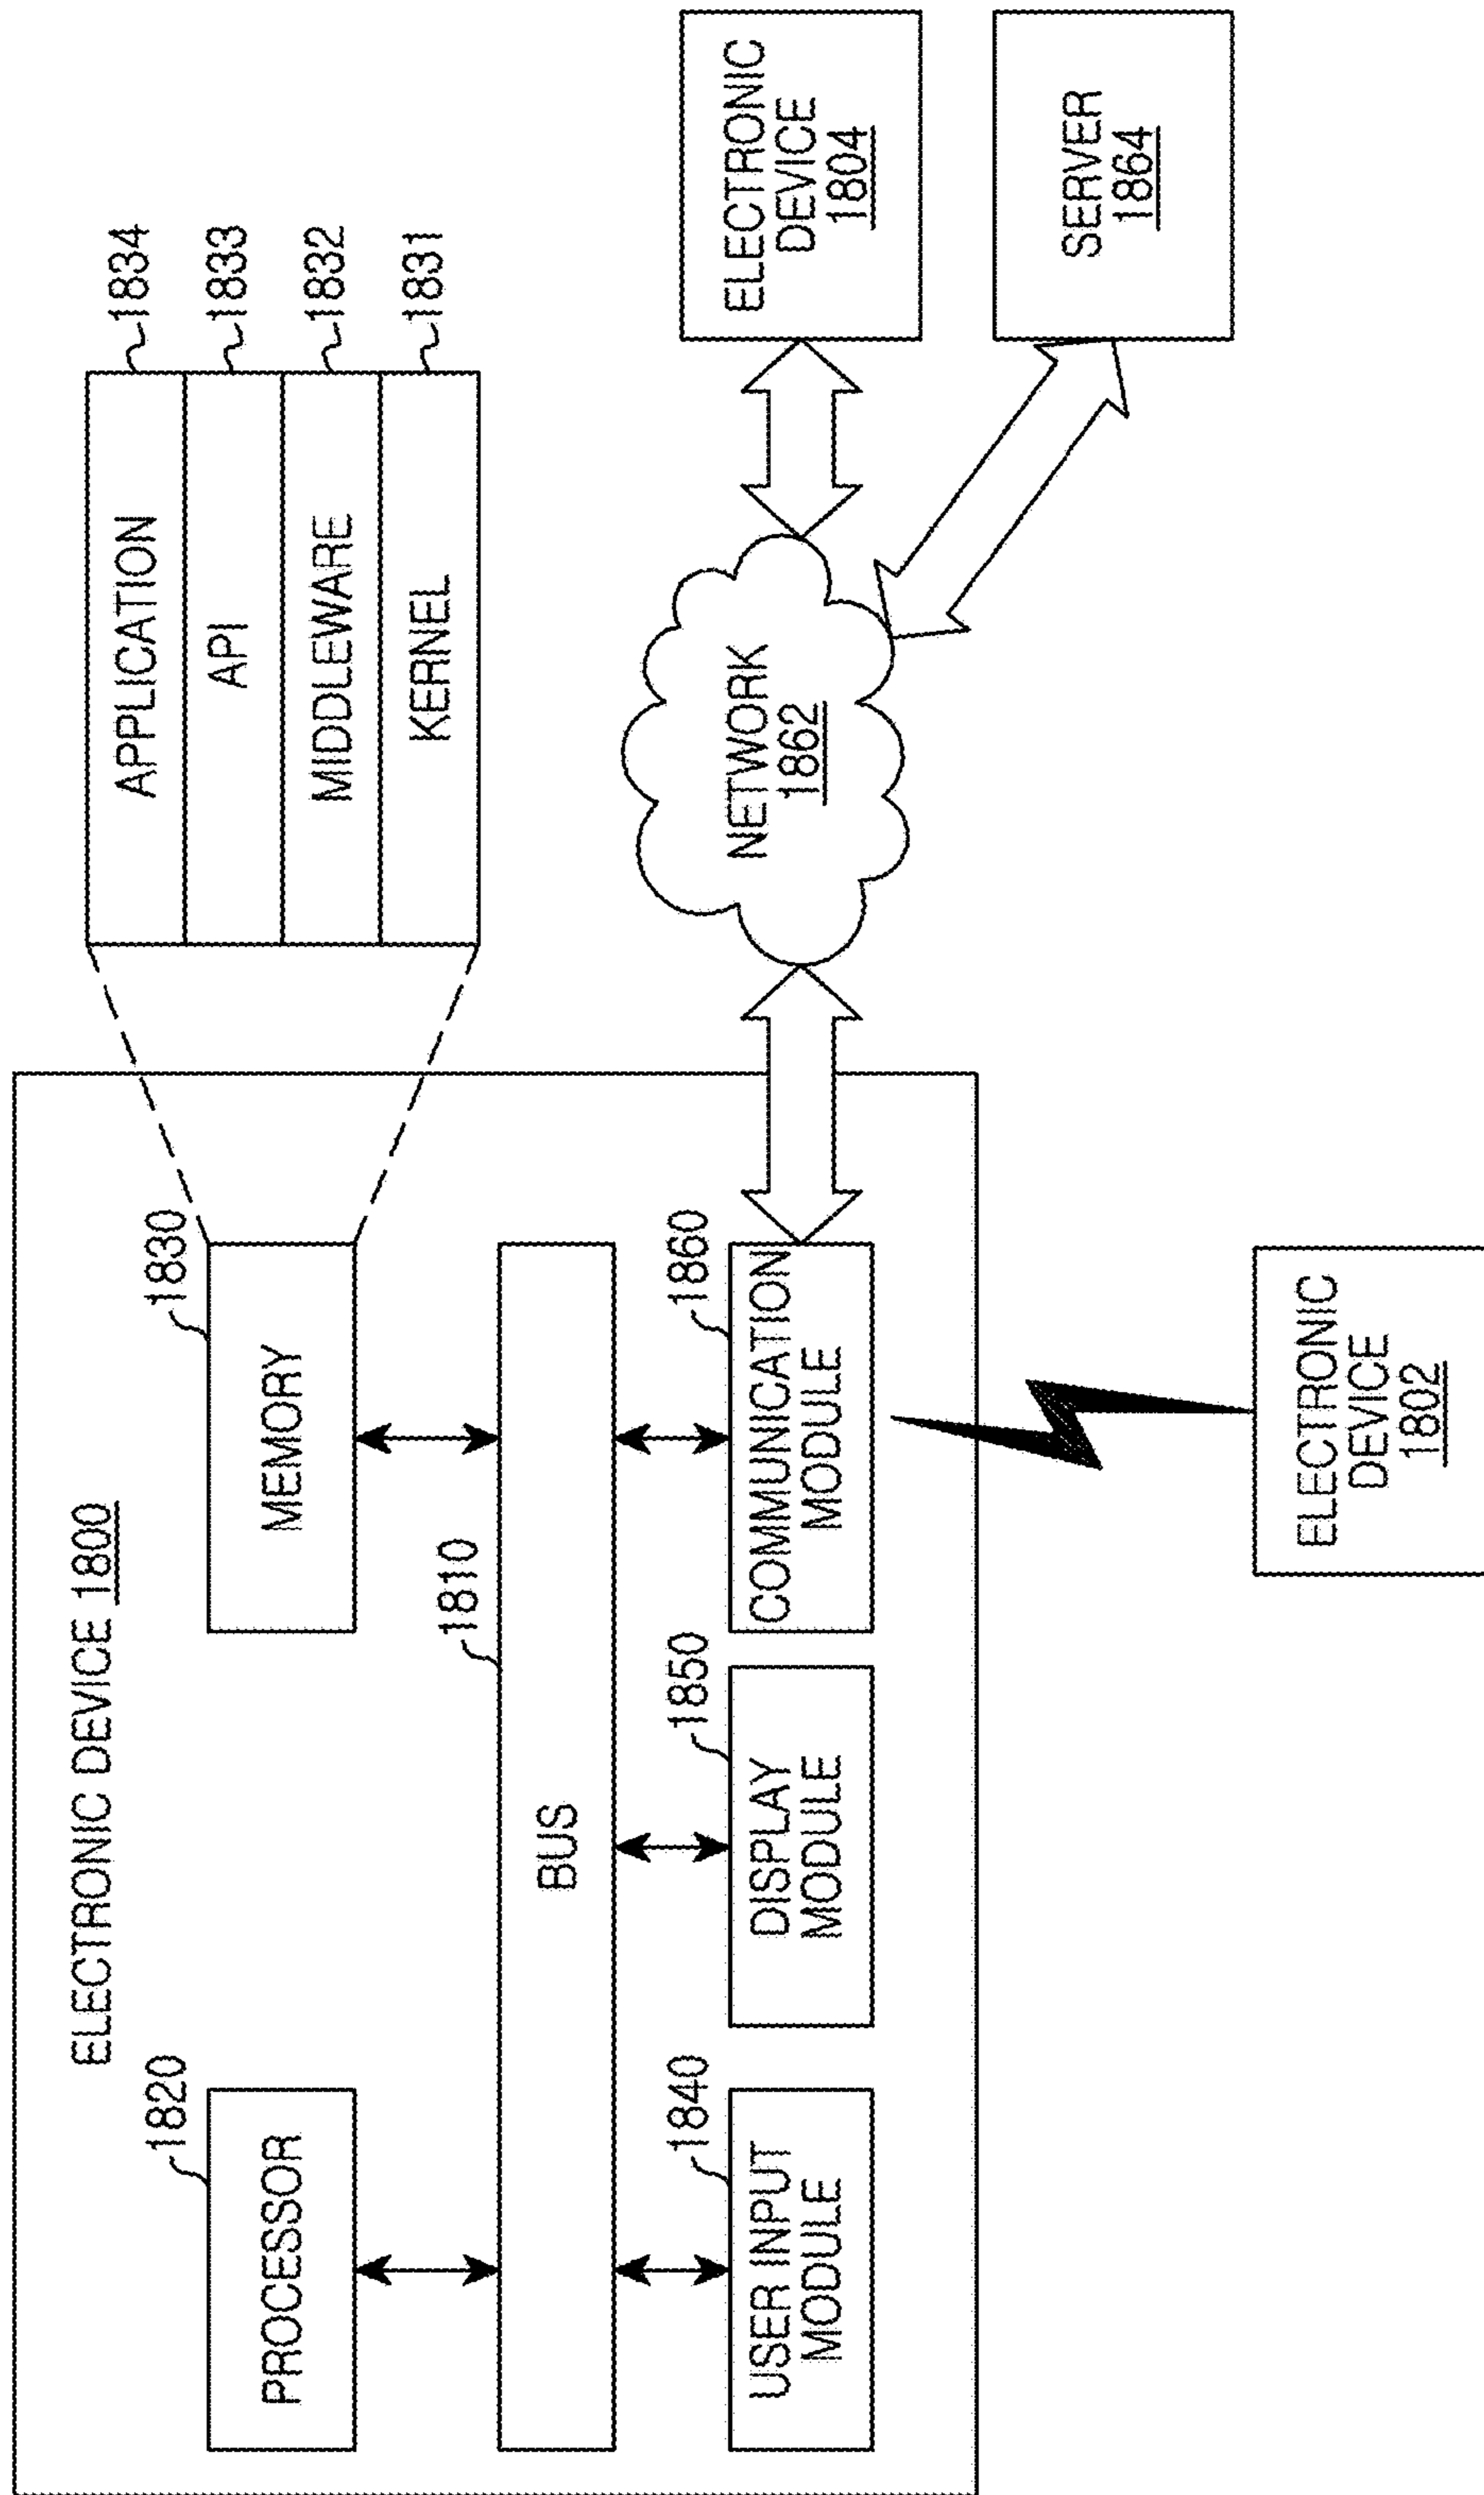 ELECTRONIC DEVICE 1800
1820
PROCESSOR
1830
MEMORY
1810
BUS
1840
USER INPUT
MODULE
1850
DISPLAY
MODULE
1860
COMMUNICATION
MODULE
APPLICATION
1834
API
1833
MIDDLEWARE
1832
KERNEL
1831
NETWORK
1862
ELECTRONIC
DEVICE
1804
SERVER
1864
ELECTRONIC
DEVICE
1802